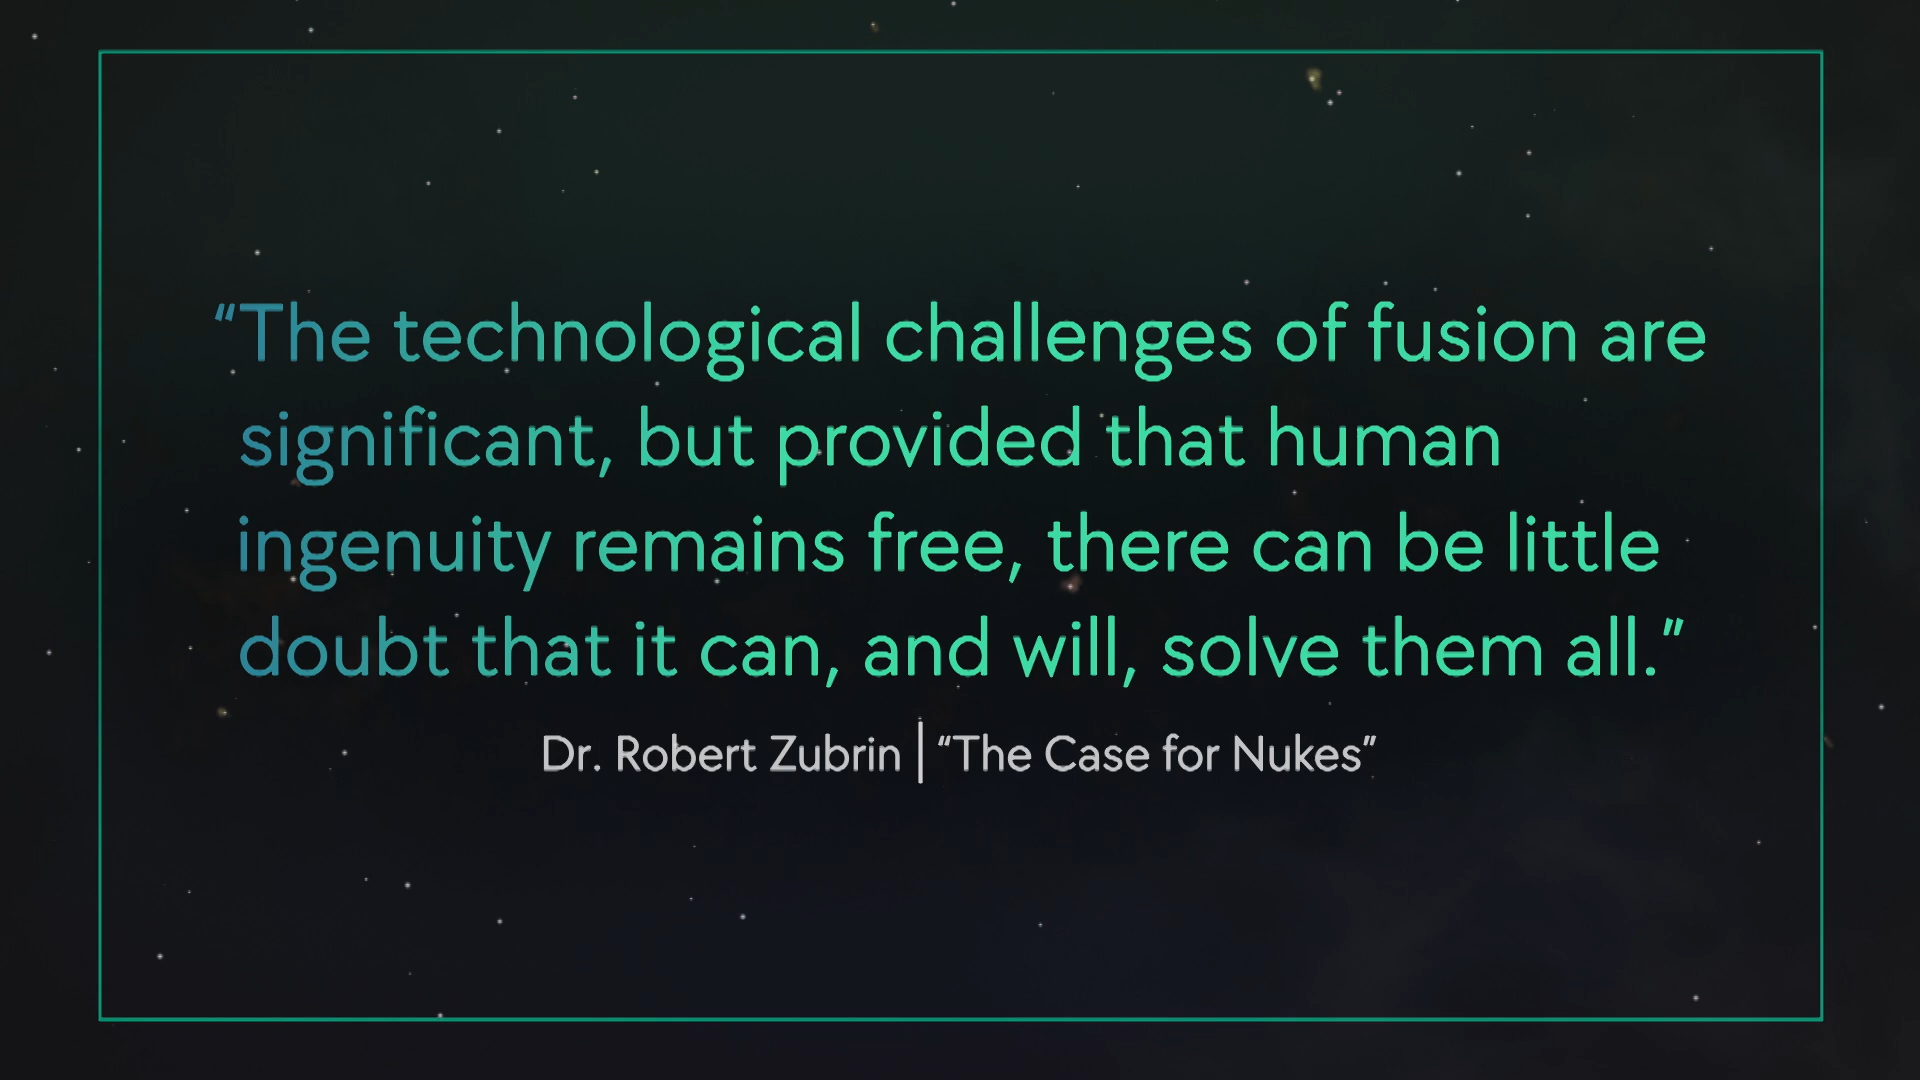 “The technological challenges of fusion are
significant, but provided that human
ingenuity remains free, there can be little
doubt that it can, and will, solve them all.”
Dr. Robert Zubrin | “The Case for Nukes”